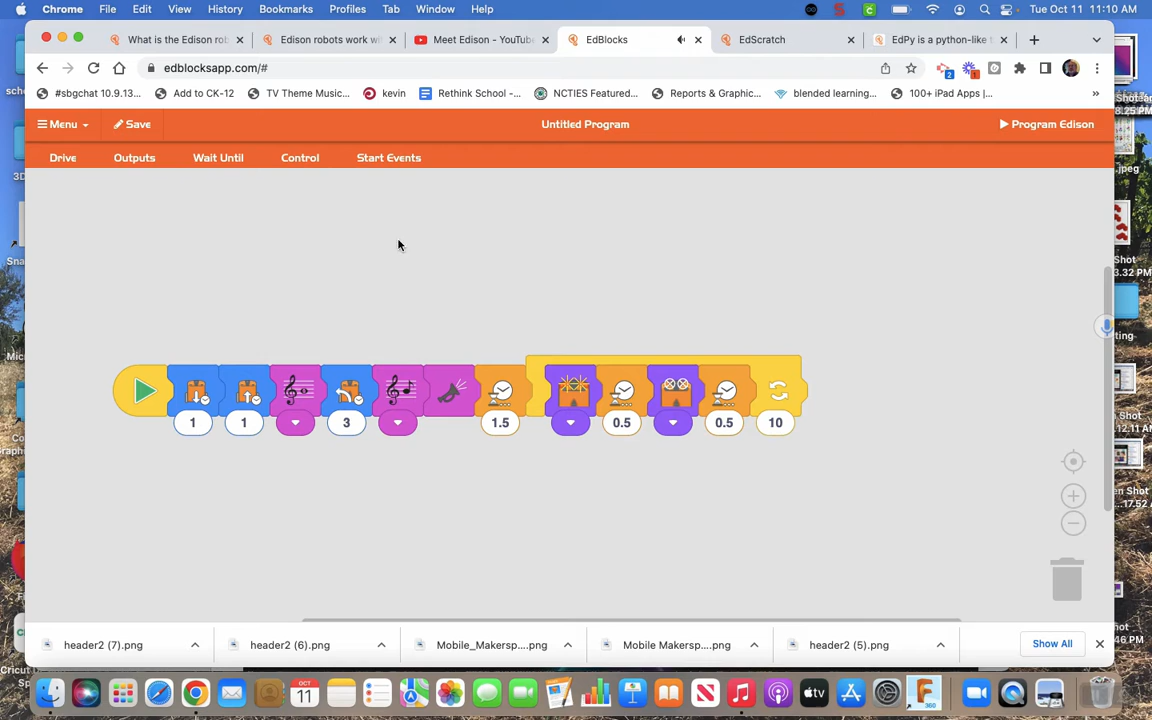 Chrome File Edit View History Bookmarks Profiles Tab Window Help Tue Oct 11 11:10 AM
What is the Edison rob Edison robots work wi Meet Edison - YouTube EdBlocks EdScratch EdPy is a python-like
edblocksapp.com/#
#sbgchat 10.9.13... Add to CK-12 TV Theme Music... kevin Rethink School -... NCTIES Featured... Reports & Graphic... blended learning... 100+ iPad Apps |... »
Menu Save Untitled Program Program Edison
Drive Outputs Wait Until Control Start Events
1 1 3 1.5 0.5 0.5 10
header2 (7).png header2 (6).png Mobile_Makersp....png Mobile Makersp....png header2 (5).png Show All
OCT
11
tv
360